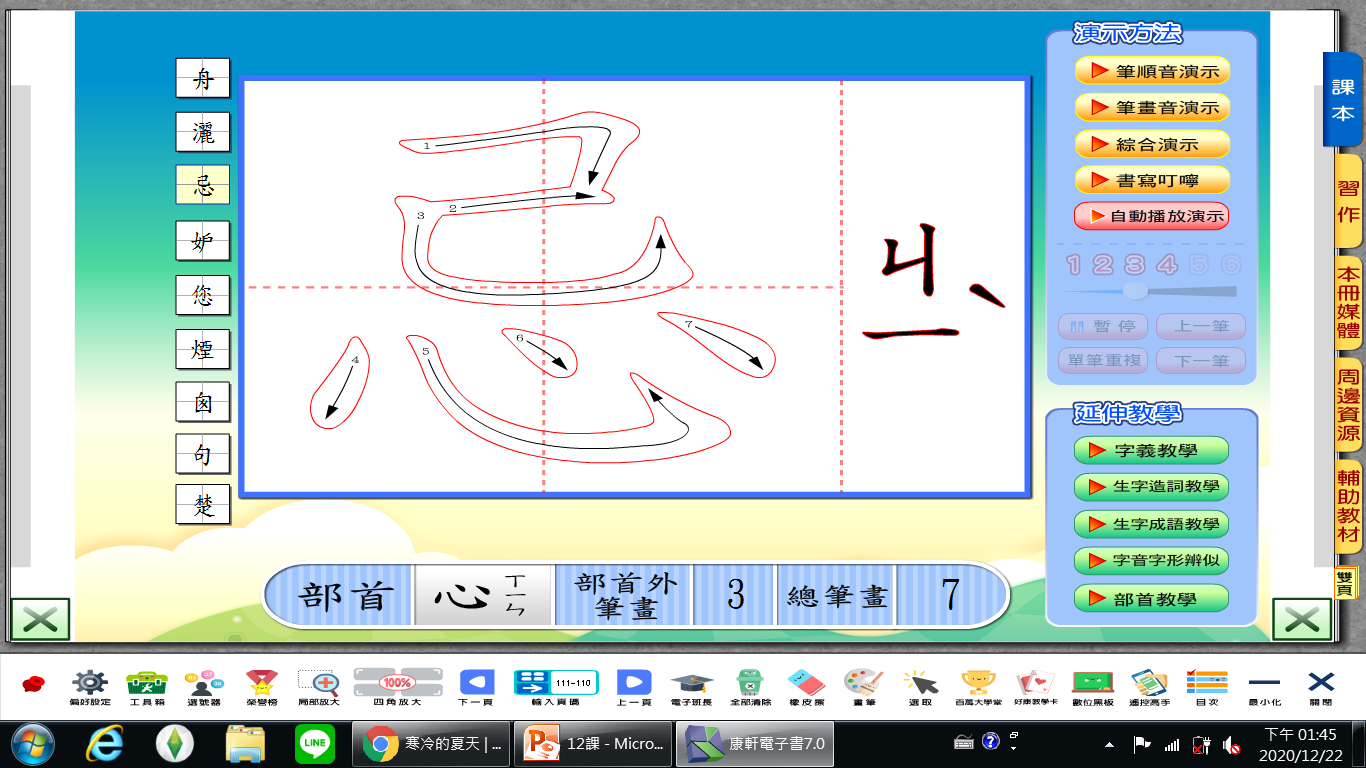 舟
灑
忌
妒
您
煙
囪
句
楚
1
2
3
4
5
6
7
ㄐㄧˋ
演示方法
筆順音演示
筆畫音演示
綜合演示
書寫叮嚀
自動播放演示
1 2 3 4 5 6
暫停 上一筆
單筆重複 下一筆
延伸教學
字義教學
生字造詞教學
生字成語教學
字音字形辨似
部首教學
課本
習作
本冊媒體
周邊資源
輔助教材
雙頁
部首 心 ㄒㄧㄣ 部首外筆畫 3 總筆畫 7
偏好設定 工具箱 選號器 榮譽榜 局部放大 100% 四角放大 下一頁 111-110 輸入頁碼 上一頁 電子班長 全部清除 橡皮擦 畫筆 選取 百萬大學堂 好康教學卡 數位黑板 遙控高手 目次 最小化 關閉
LINE 寒冷的夏天 | ... 12課 - Micro... 康軒電子書7.0
下午 01:45
2020/12/22